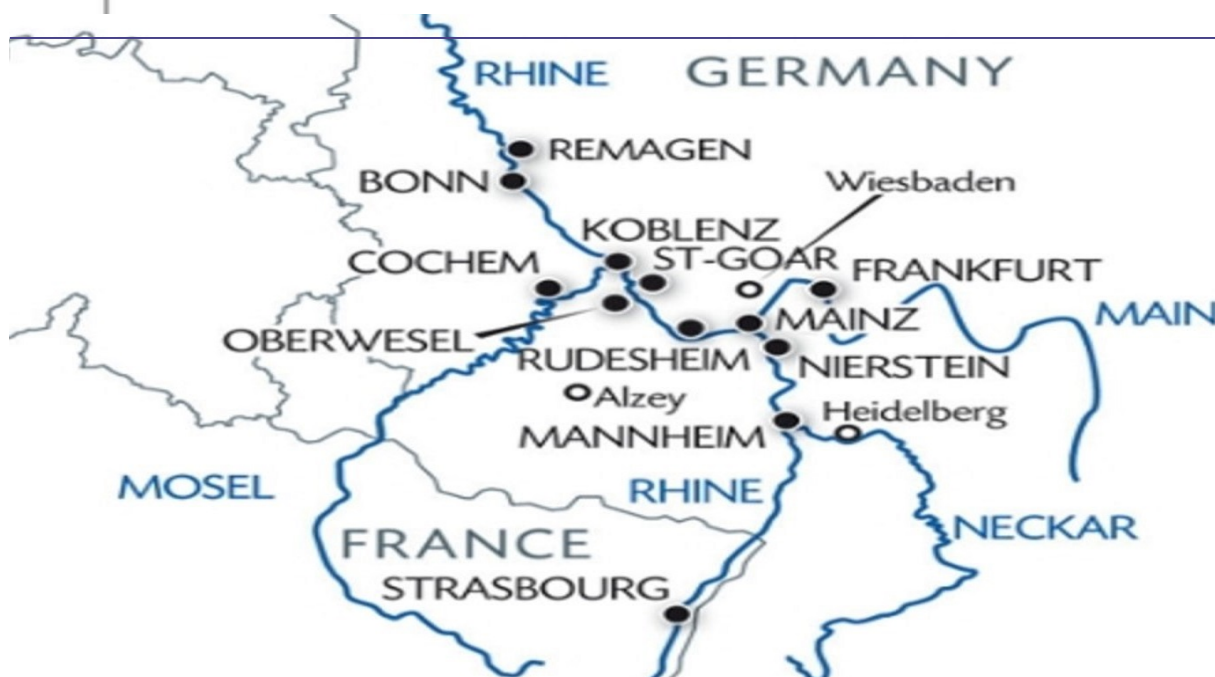 RHINE
GERMANY
REMAGEN
BONN
Wiesbaden
KOBLENZ
COCHEM
ST-GOAR
FRANKFURT
MAIN
OBERWESEL
MAINZ
RUDESHEIM
NIERSTEIN
Alzey
Heidelberg
MANNHEIM
MOSEL
RHINE
NECKAR
FRANCE
STRASBOURG